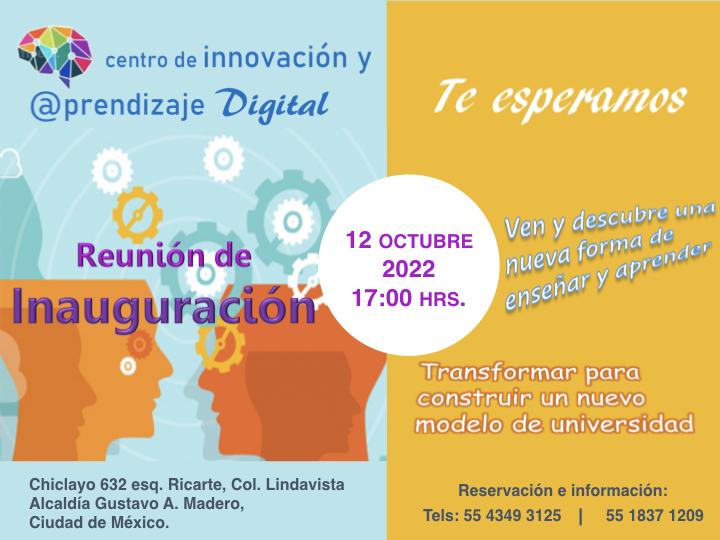 centro de innovación y
@prendizaje Digital
Te esperamos
Reunión de
Inauguración
12 OCTUBRE
2022
17:00 HRS.
Ven y descubre una
nueva forma de
enseñar y aprender
Transformar para
construir un nuevo
modelo de universidad
Chiclayo 632 esq. Ricarte, Col. Lindavista
Alcaldía Gustavo A. Madero,
Ciudad de México.
Reservación e información:
Tels: 55 4349 3125 | 55 1837 1209